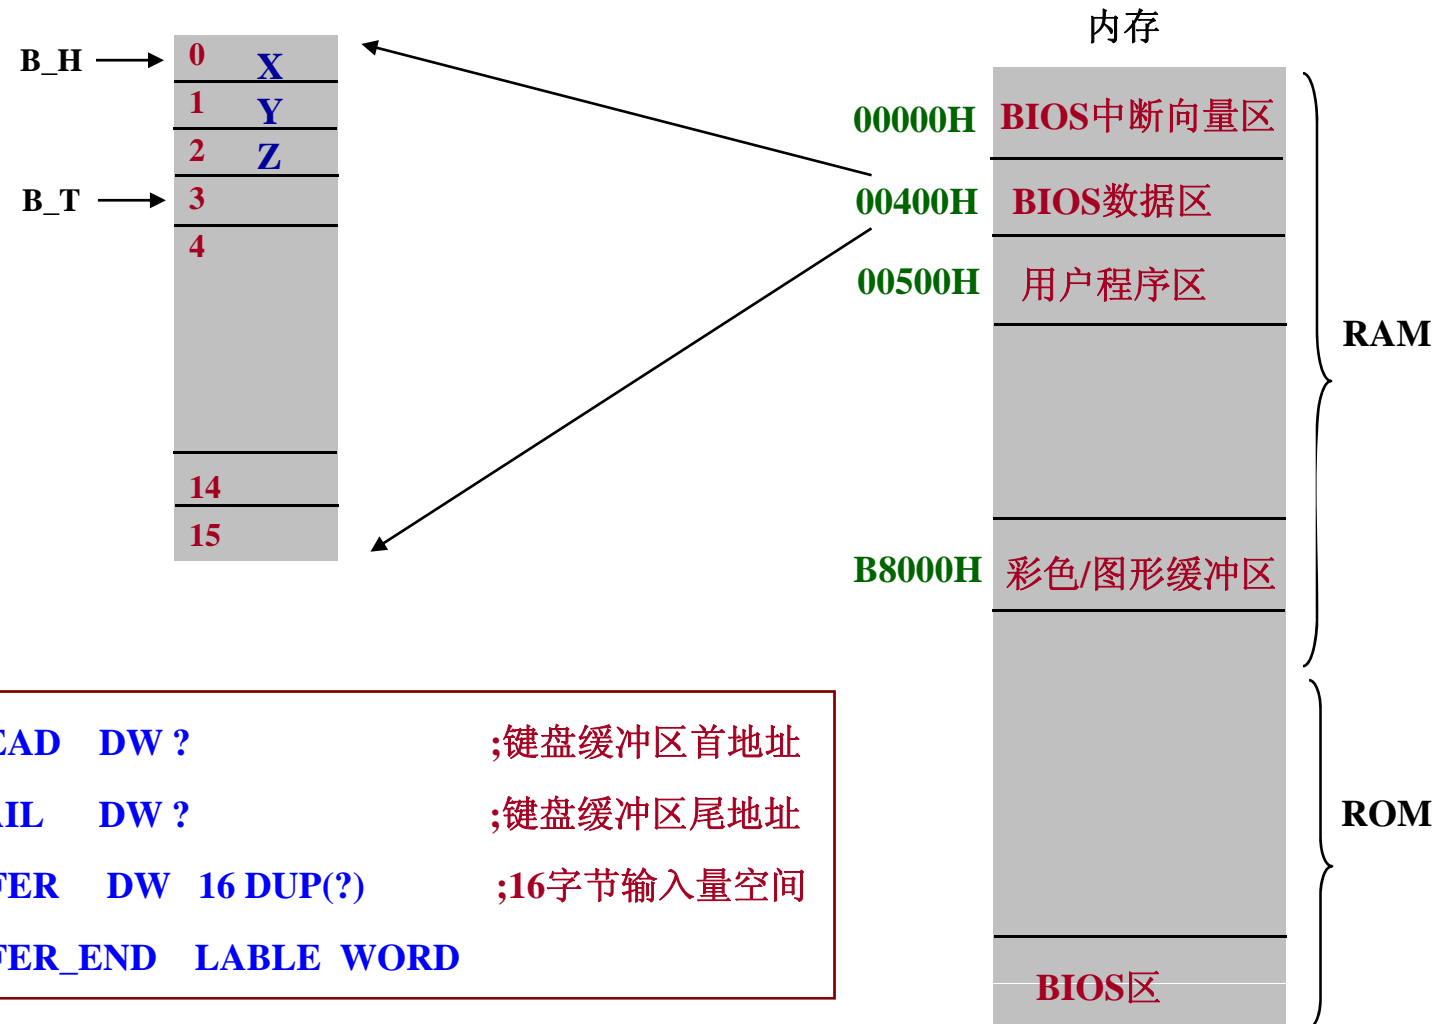 内存
B_H
0 X
1 Y
2 Z
B_T
3
4
14
15
00000H BIOS中断向量区
00400H BIOS数据区
00500H 用户程序区
RAM
B8000H 彩色/图形缓冲区
ROM
BIOS区
EAD DW ? ;键盘缓冲区首地址
AIL DW ? ;键盘缓冲区尾地址
FER DW 16 DUP(?) ;16字节输入量空间
FER_END LABLE WORD